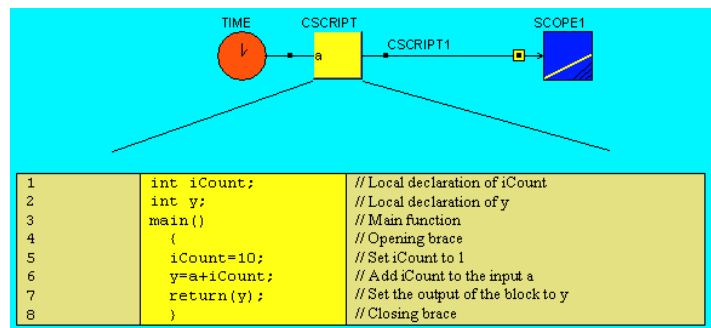 TIME CSCRIPT SCOPE1
CSCRIPT1
a
1 int iCount; // Local declaration of iCount
2 int y; // Local declaration of y
3 main() // Main function
4 { // Opening brace
5 iCount=10; // Set iCount to 1
6 y=a+iCount; // Add iCount to the input a
7 return(y); // Set the output of the block to y
8 } // Closing brace